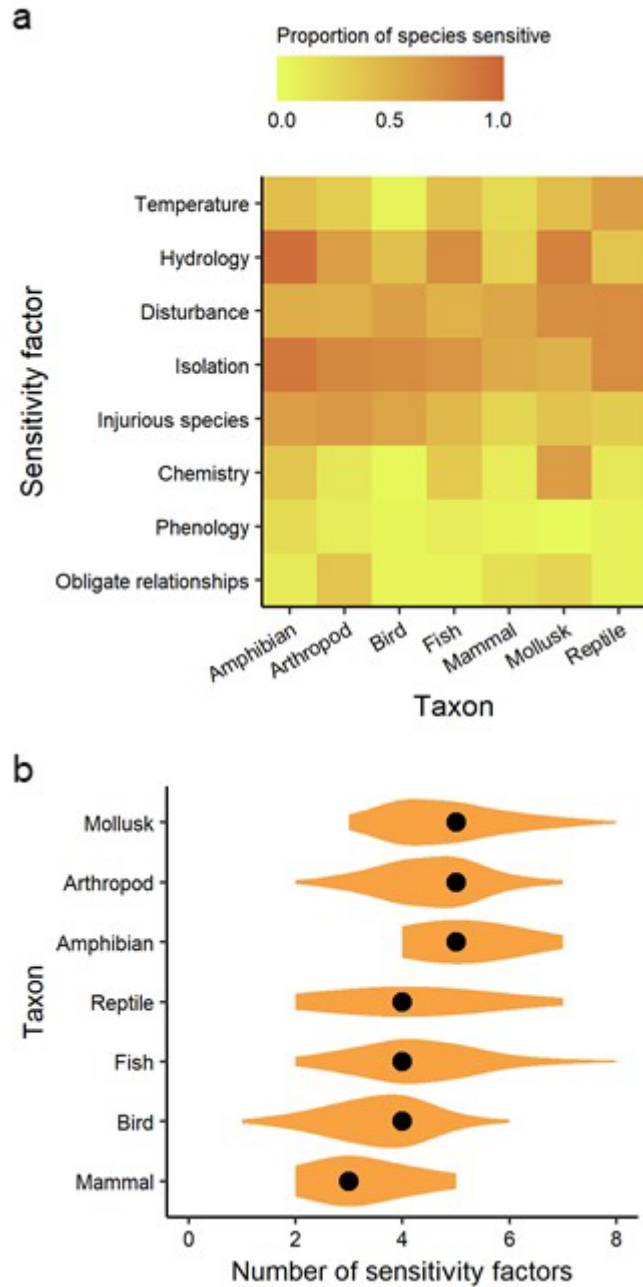 a
Proportion of species sensitive
0.0 0.5 1.0
Sensitivity factor
Temperature
Hydrology
Disturbance
Isolation
Injurious species
Chemistry
Phenology
Obligate relationships
Amphibian Arthropod Bird Fish Mammal Mollusk Reptile
Taxon
b
Taxon
Mollusk
Arthropod
Amphibian
Reptile
Fish
Bird
Mammal
0 2 4 6 8
Number of sensitivity factors